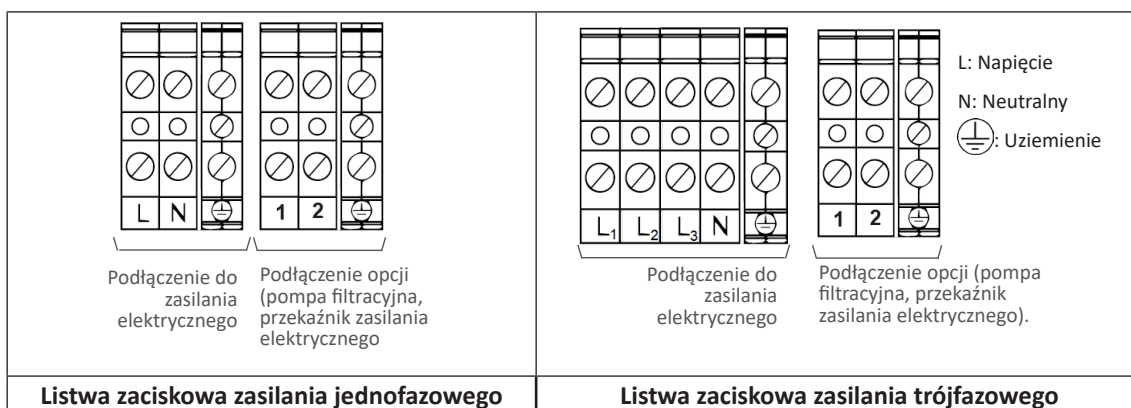 L N
1 2
Podłączenie do
zasilania
elektrycznego
Podłączenie opcji
(pompa filtracyjna,
przekaźnik zasilania
elektrycznego
Listwa zaciskowa zasilania jednofazowego
L1 L2 L3 N
1 2
Podłączenie do
zasilania
elektrycznego
Podłączenie opcji (pompa
filtracyjna, przekaźnik
zasilania elektrycznego).
L: Napięcie
N: Neutralny
: Uziemienie
Listwa zaciskowa zasilania trójfazowego